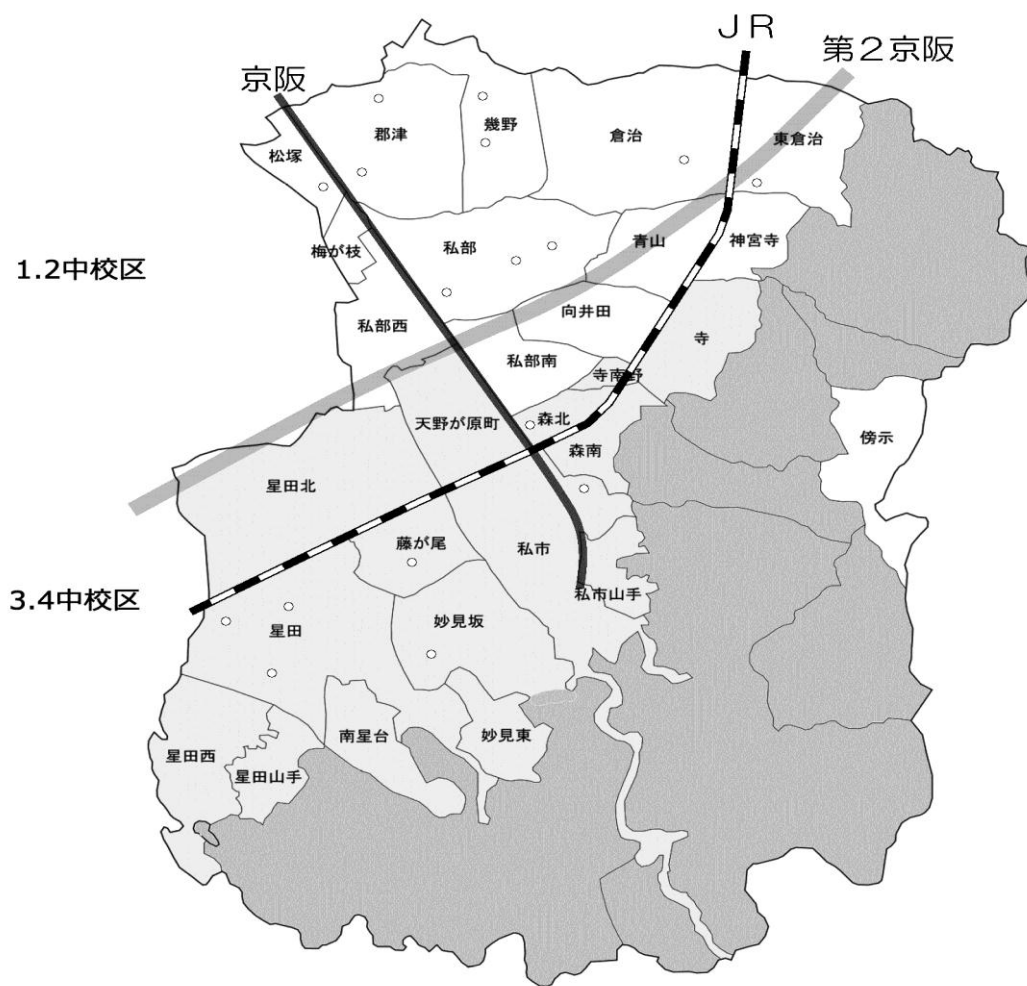 ＪＲ
第２京阪
京阪
郡津
幾野
倉治
東倉治
松塚
梅が枝
私部
青山
神宮寺
1.2中校区
私部西
向井田
寺
私部南
寺南野
天野が原町
森北
森南
傍示
星田北
藤が尾
私市
3.4中校区
私市山手
星田
妙見坂
南星台
妙見東
星田西
星田山手